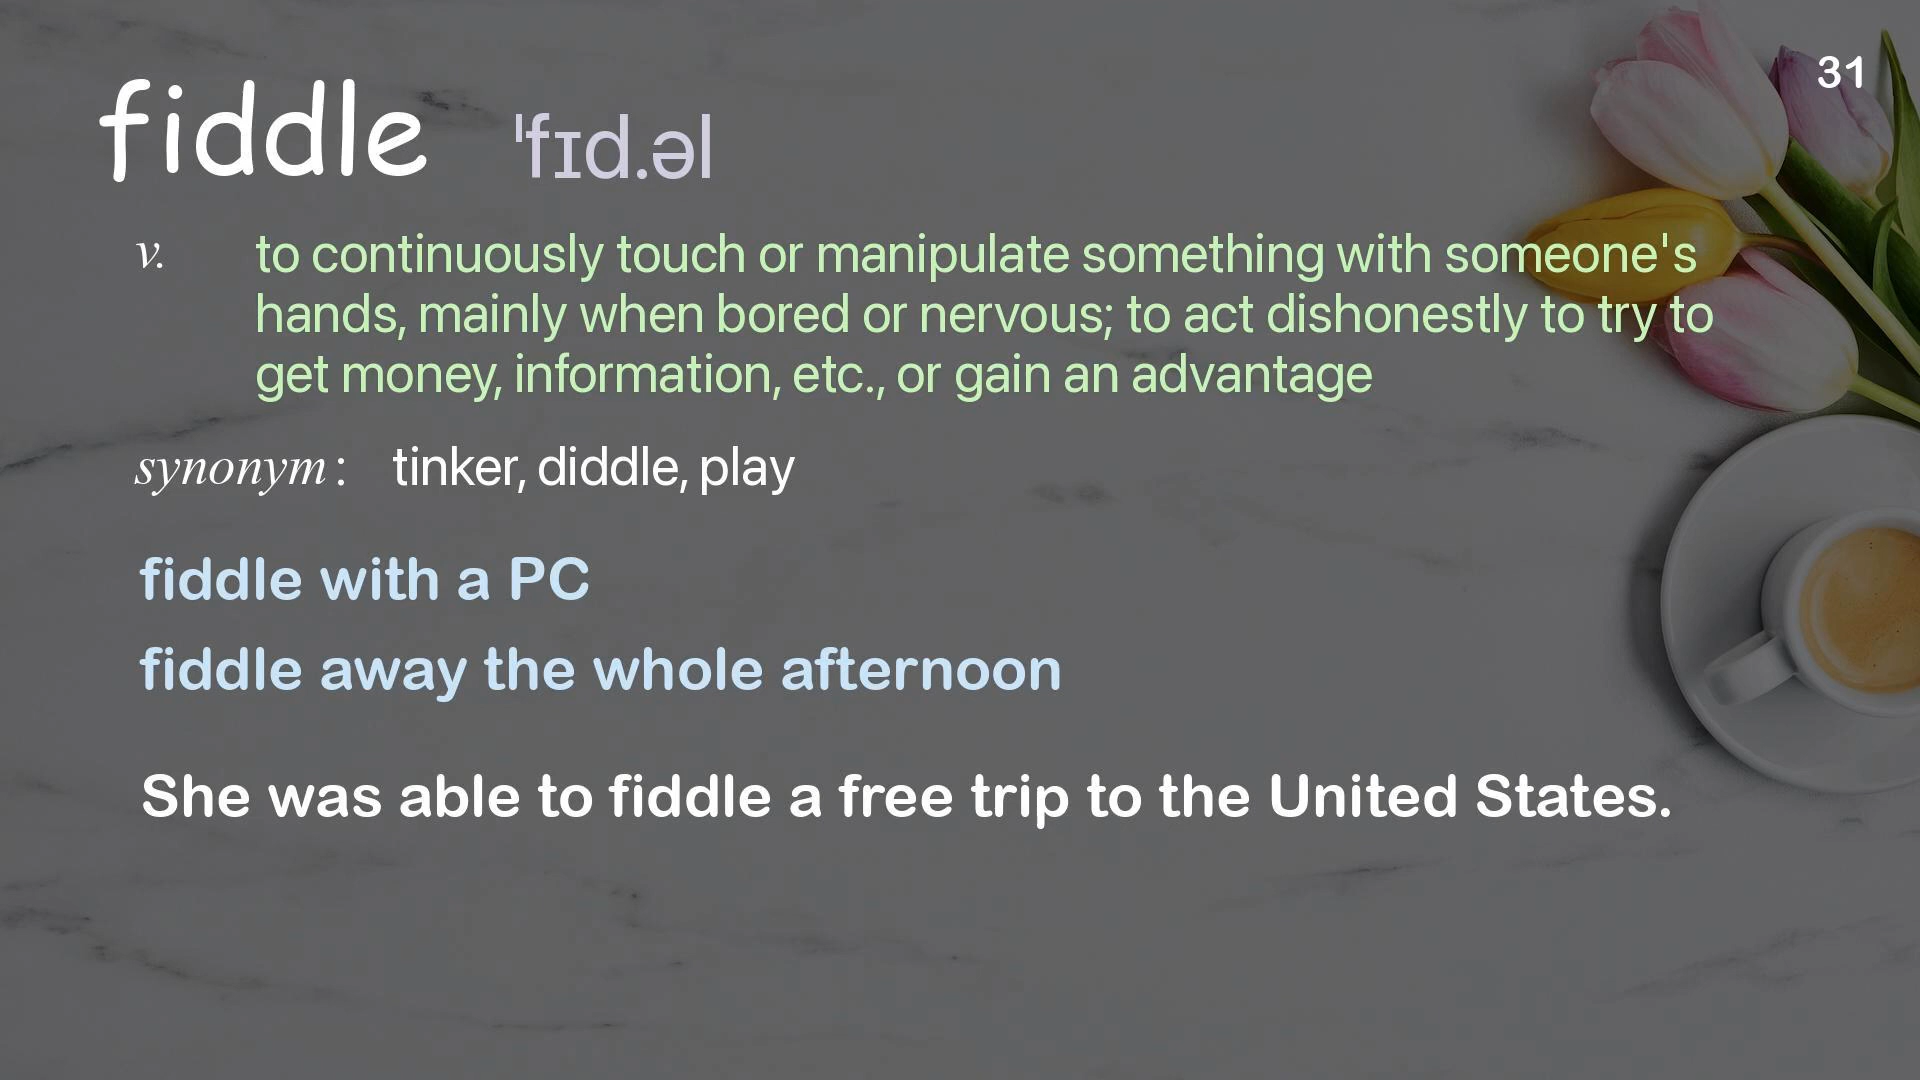 31
fiddle ˈfɪd.əl
v. to continuously touch or manipulate something with someone's
hands, mainly when bored or nervous; to act dishonestly to try to
get money, information, etc., or gain an advantage
synonym: tinker, diddle, play
fiddle with a PC
fiddle away the whole afternoon
She was able to fiddle a free trip to the United States.